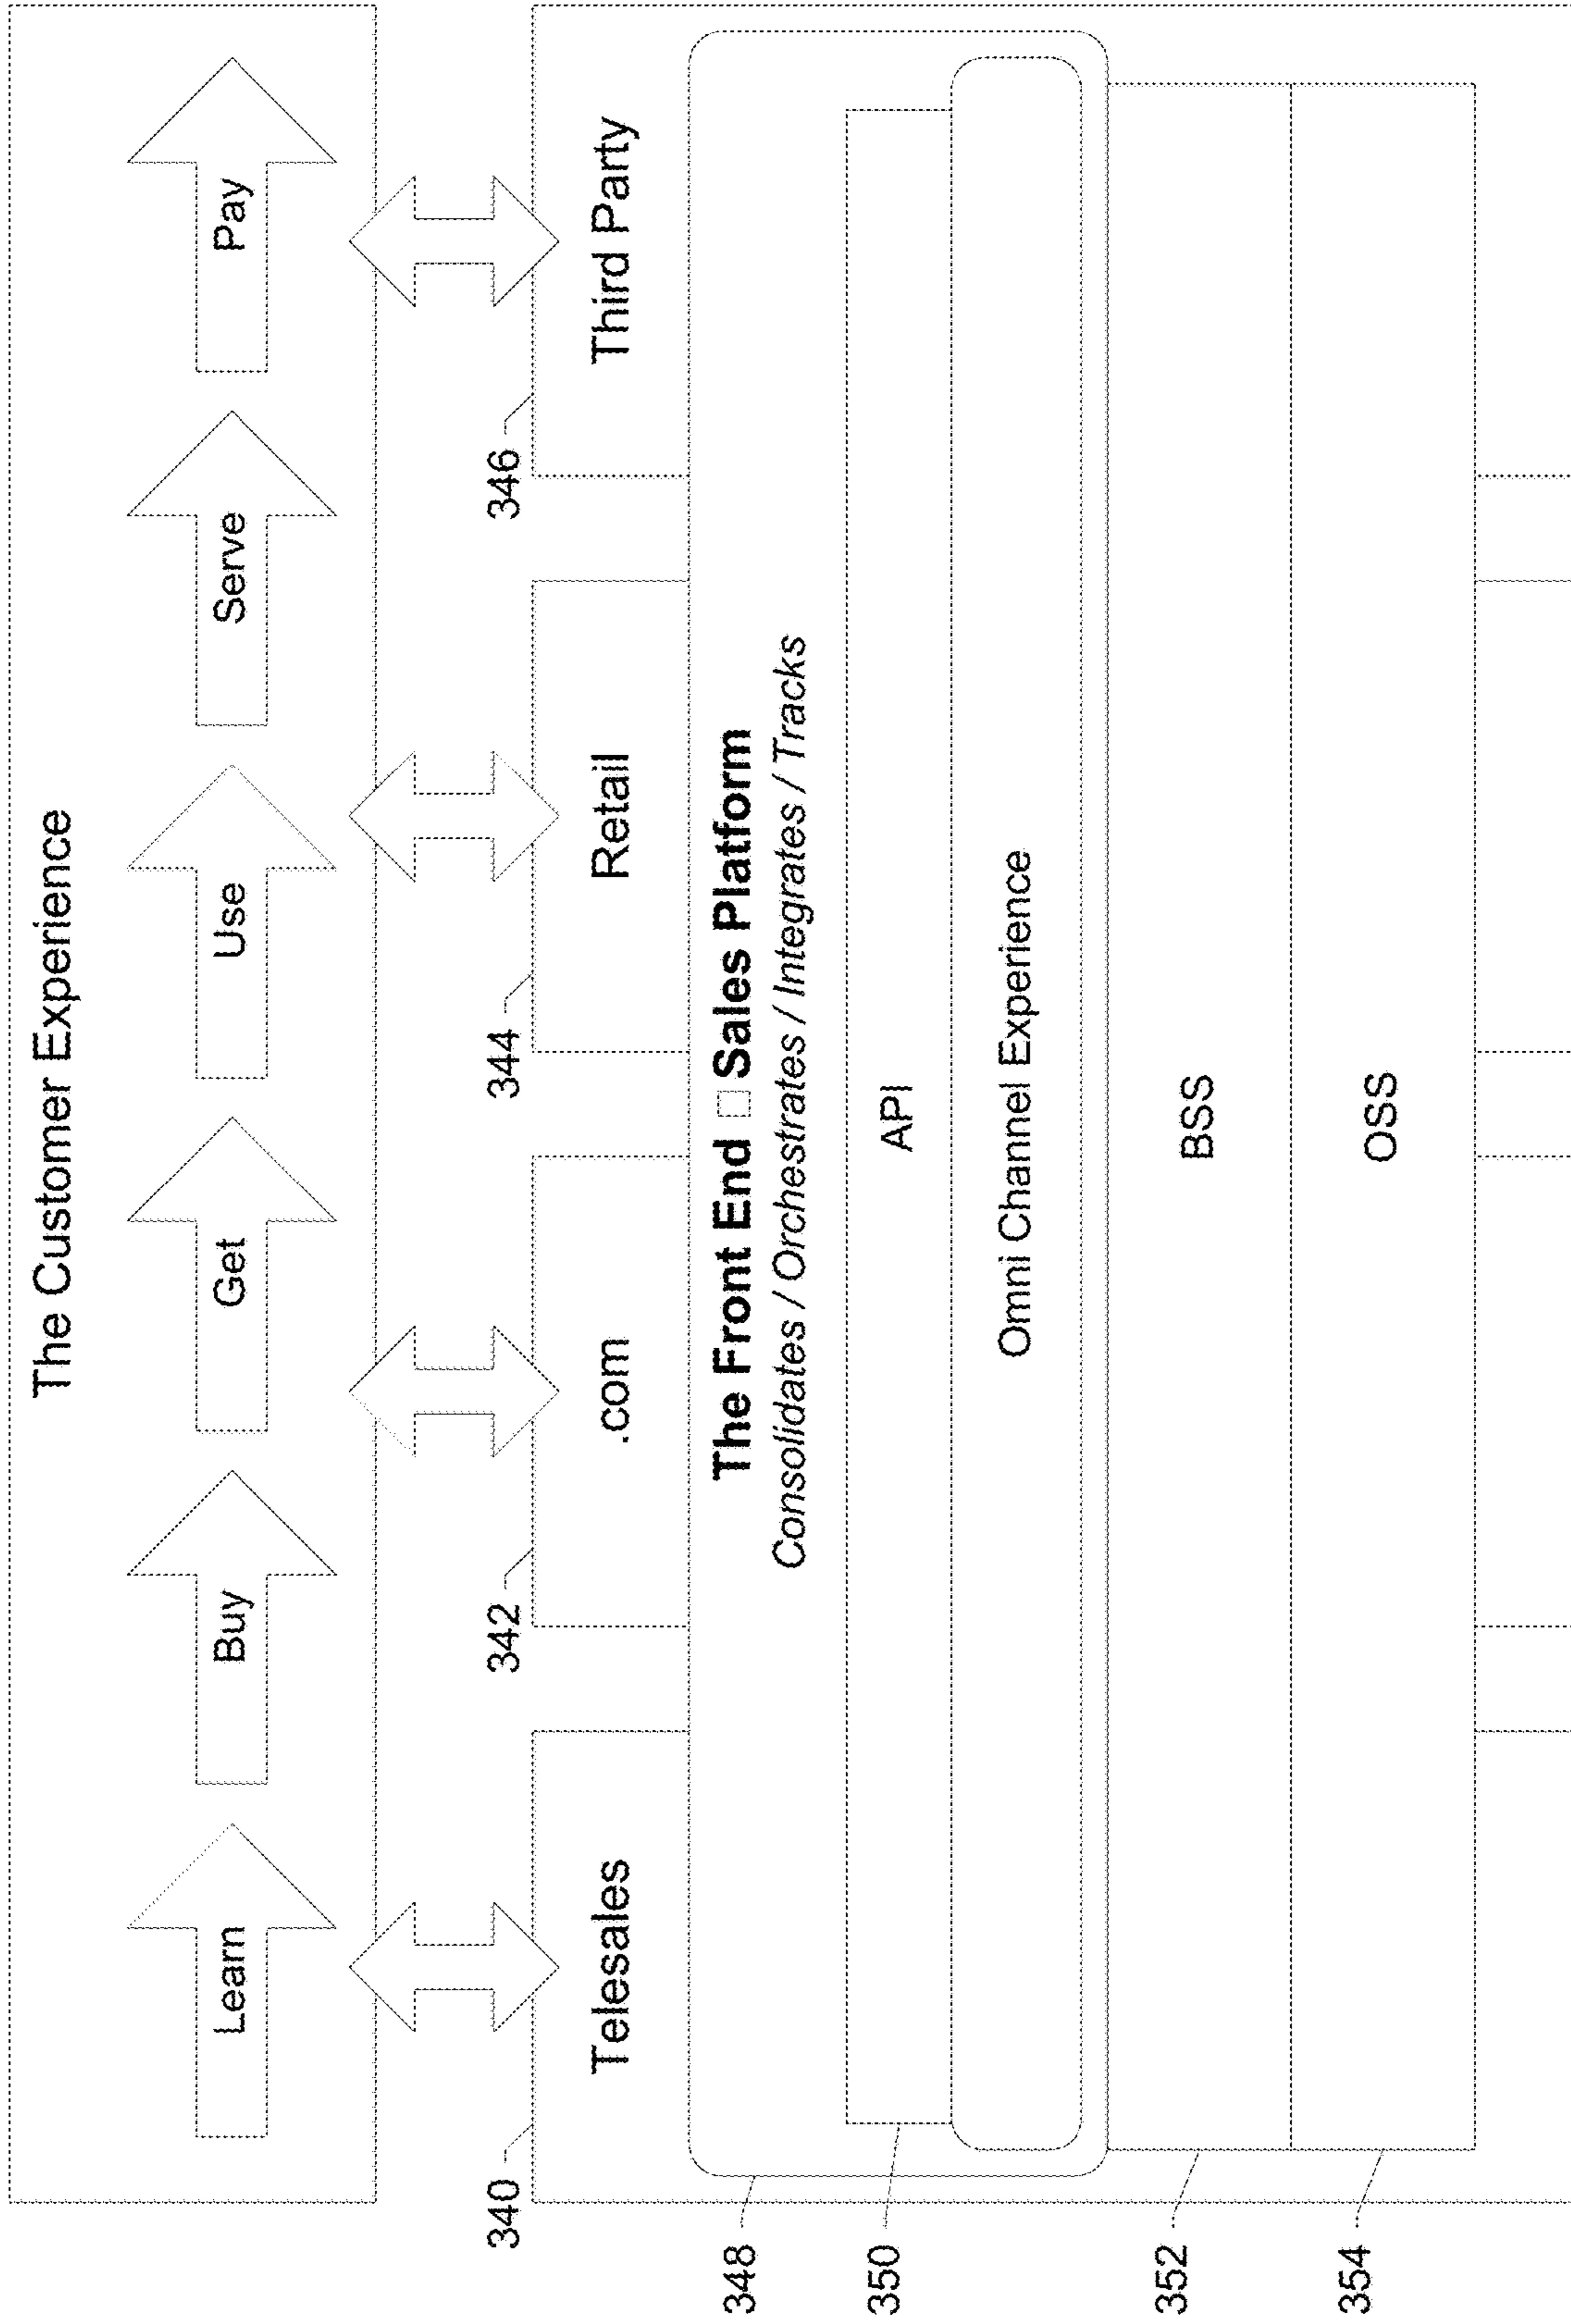 The Customer Experience
Learn
Buy
Get
Use
Serve
Pay
340
342
344
346
Telesales
.com
Retail
Third Party
348
The Front End □ Sales Platform
Consolidates / Orchestrates / Integrates / Tracks
350
API
Omni Channel Experience
352
BSS
354
OSS